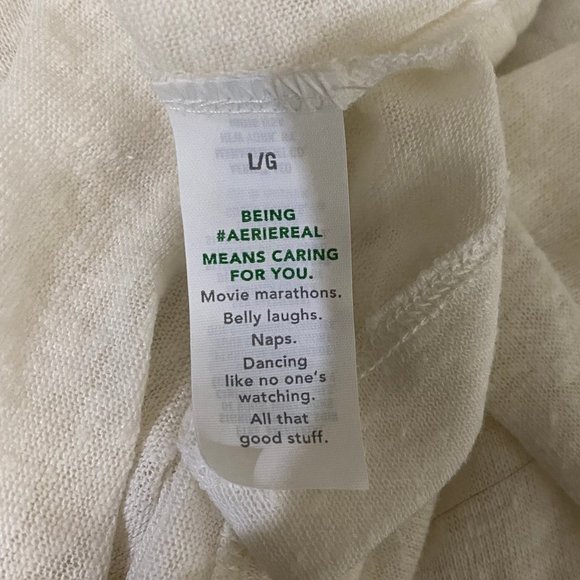 L/G
BEING
#AERIEREAL
MEANS CARING
FOR YOU.
Movie marathons.
Belly laughs.
Naps.
Dancing
like no one's
watching.
All that
good stuff.